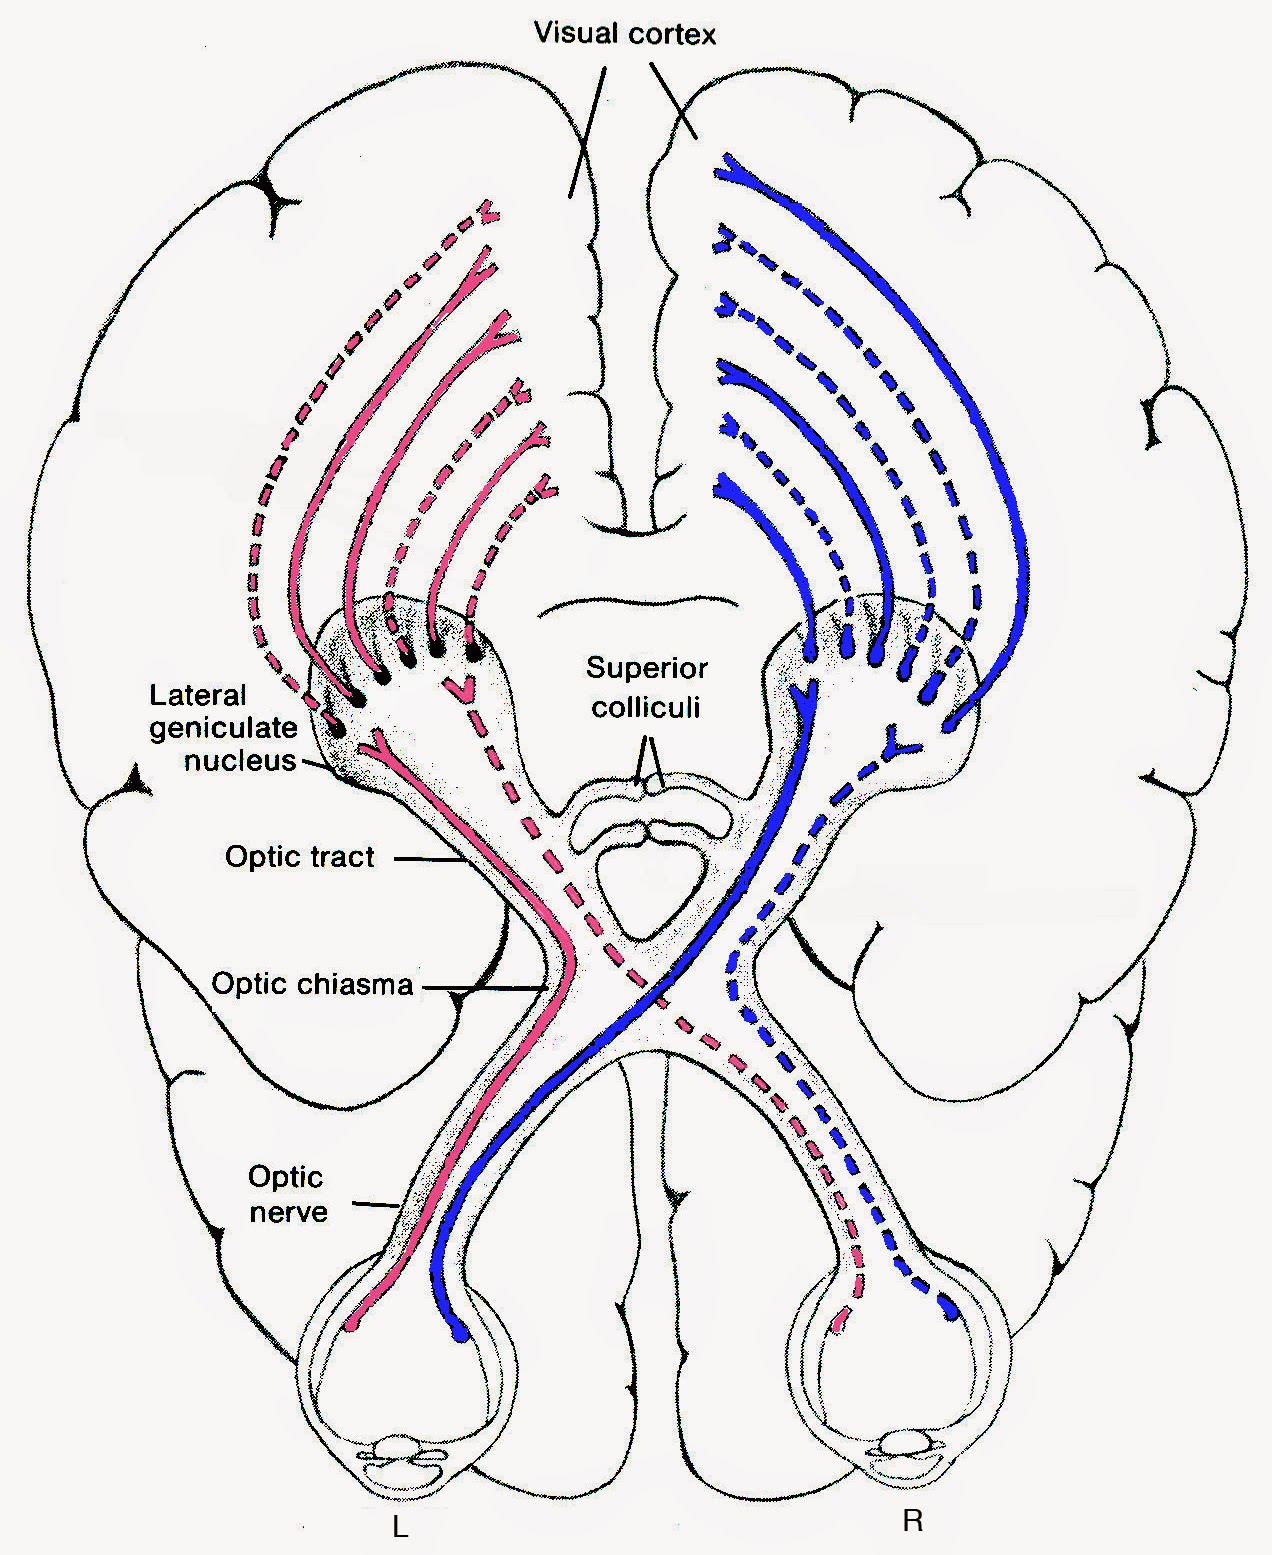 Visual cortex
Superior
colliculi
Lateral
geniculate
nucleus
Optic tract
Optic chiasma
Optic
nerve
L
R